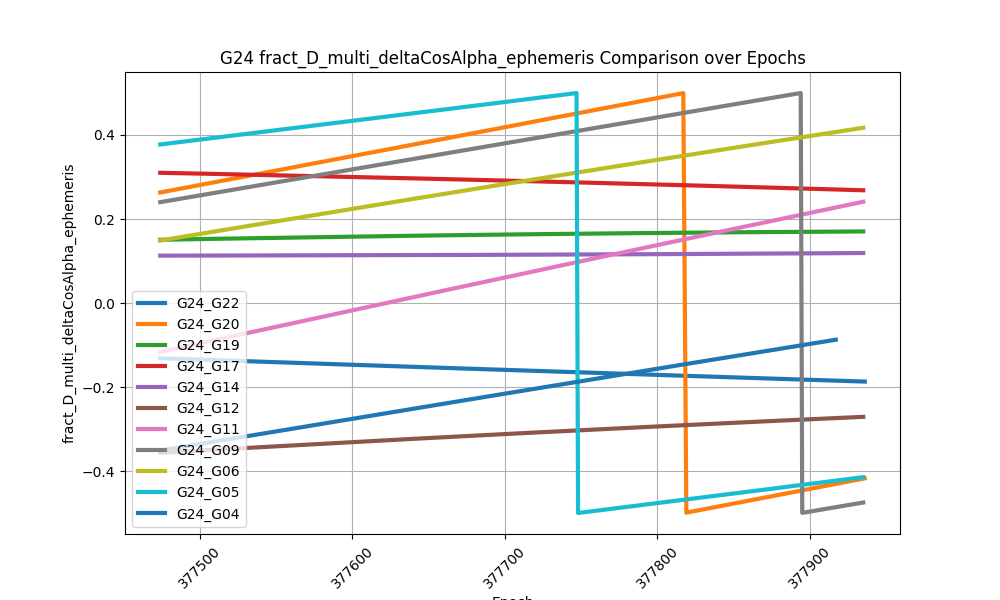 G24 fract_D_multi_deltaCosAlpha_ephemeris Comparison over Epochs
fract_D_multi_deltaCosAlpha_ephemeris
0.4
0.2
0.0
−0.2
−0.4
G24_G22
G24_G20
G24_G19
G24_G17
G24_G14
G24_G12
G24_G11
G24_G09
G24_G06
G24_G05
G24_G04
377500
377600
377700
377800
377900
Epoch